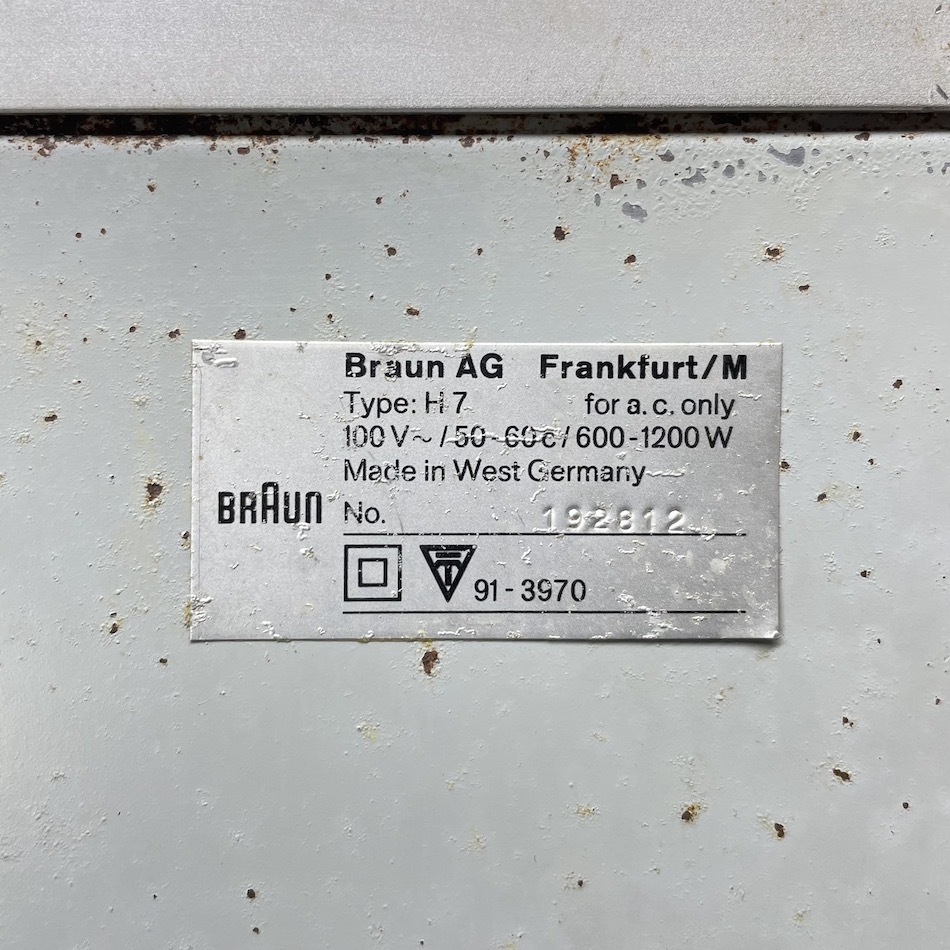 Braun AG Frankfurt/M
Type: H 7 for a.c. only
100 V~ / 50-60 c / 600-1200 W
Made in West Germany
BRAUN No. 192812
91-3970